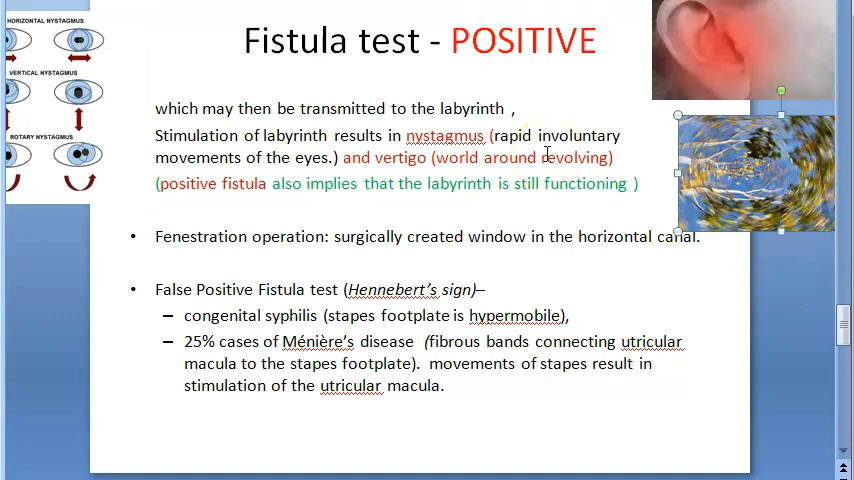 HORIZONTAL NYSTAGMUS
VERTICAL NYSTAGMUS
ROTARY NYSTAGMUS
Fistula test - POSITIVE
which may then be transmitted to the labyrinth ,
Stimulation of labyrinth results in nystagmus (rapid involuntary
movements of the eyes.) and vertigo (world around revolving)
(positive fistula also implies that the labyrinth is still functioning )
• Fenestration operation: surgically created window in the horizontal canal.
• False Positive Fistula test (Hennebert's sign)–
– congenital syphilis (stapes footplate is hypermobile),
– 25% cases of Ménière's disease (fibrous bands connecting utricular
macula to the stapes footplate). movements of stapes result in
stimulation of the utricular macula.